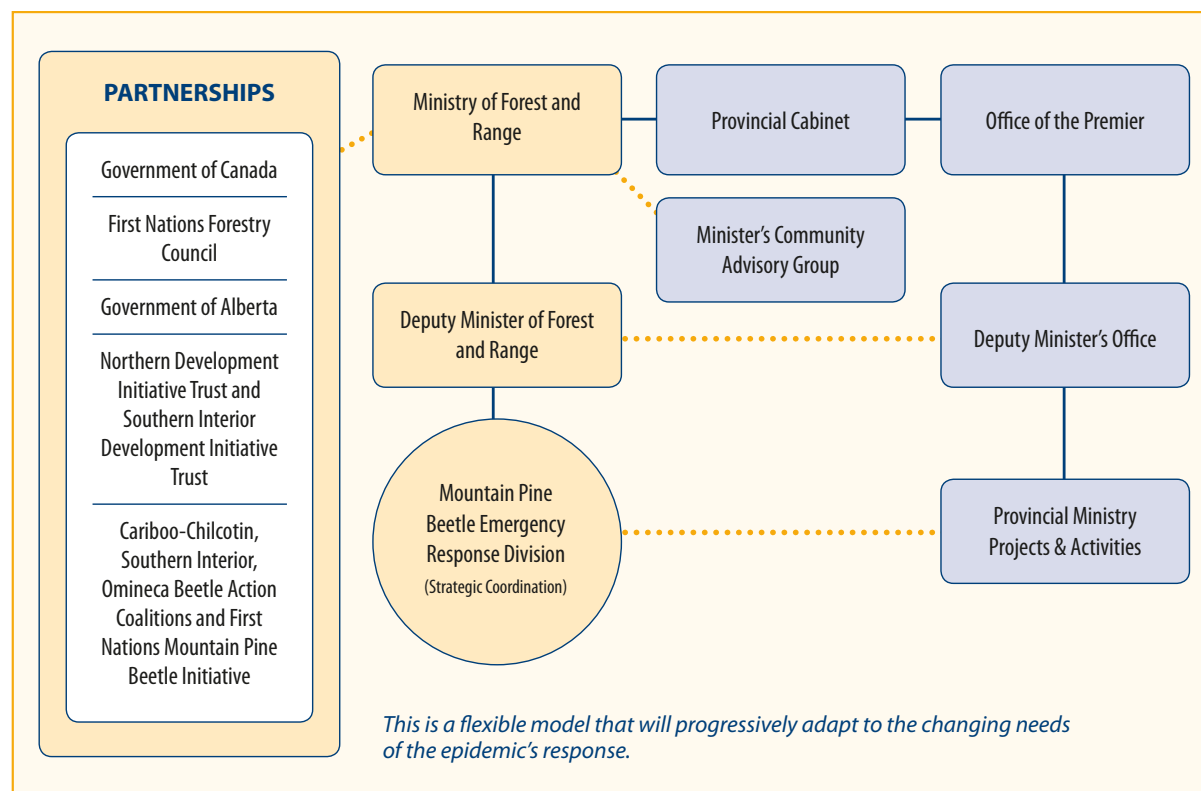 PARTNERSHIPS
Government of Canada
First Nations Forestry
Council
Government of Alberta
Northern Development
Initiative Trust and
Southern Interior
Development Initiative
Trust
Cariboo-Chilcotin,
Southern Interior,
Omineca Beetle Action
Coalitions and First
Nations Mountain Pine
Beetle Initiative
Ministry of Forest and
Range
Provincial Cabinet
Office of the Premier
Minister’s Community
Advisory Group
Deputy Minister of Forest
and Range
Deputy Minister’s Office
Mountain Pine
Beetle Emergency
Response Division
(Strategic Coordination)
Provincial Ministry
Projects & Activities
This is a flexible model that will progressively adapt to the changing needs
of the epidemic’s response.